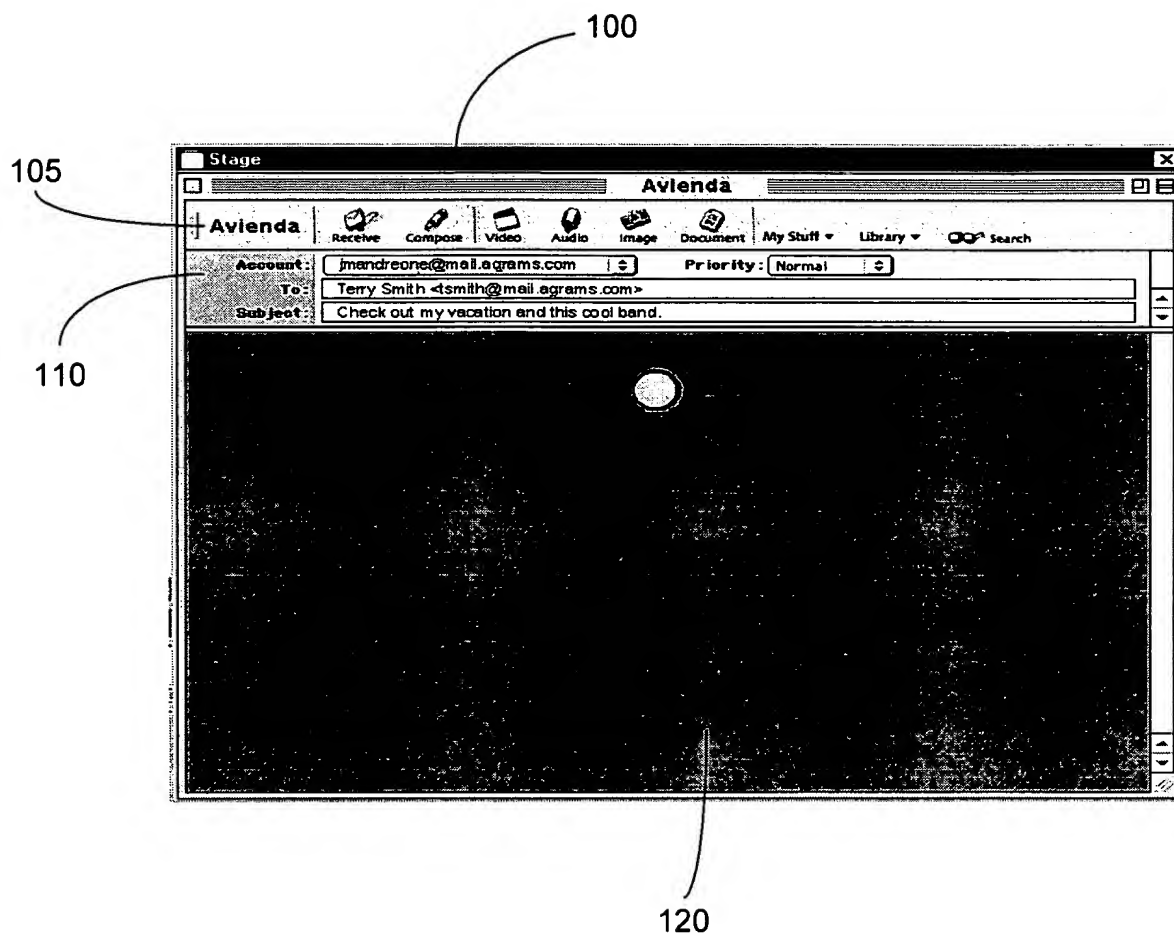 100
105
Stage
Avienda
Avienda Receive Compose Video Audio Image Document My Stuff Library Search
Account: jmandreone@mail.agrams.com Priority: Normal
To: Terry Smith <tsmith@mail.agrams.com>
Subject: Check out my vacation and this cool band.
110
120